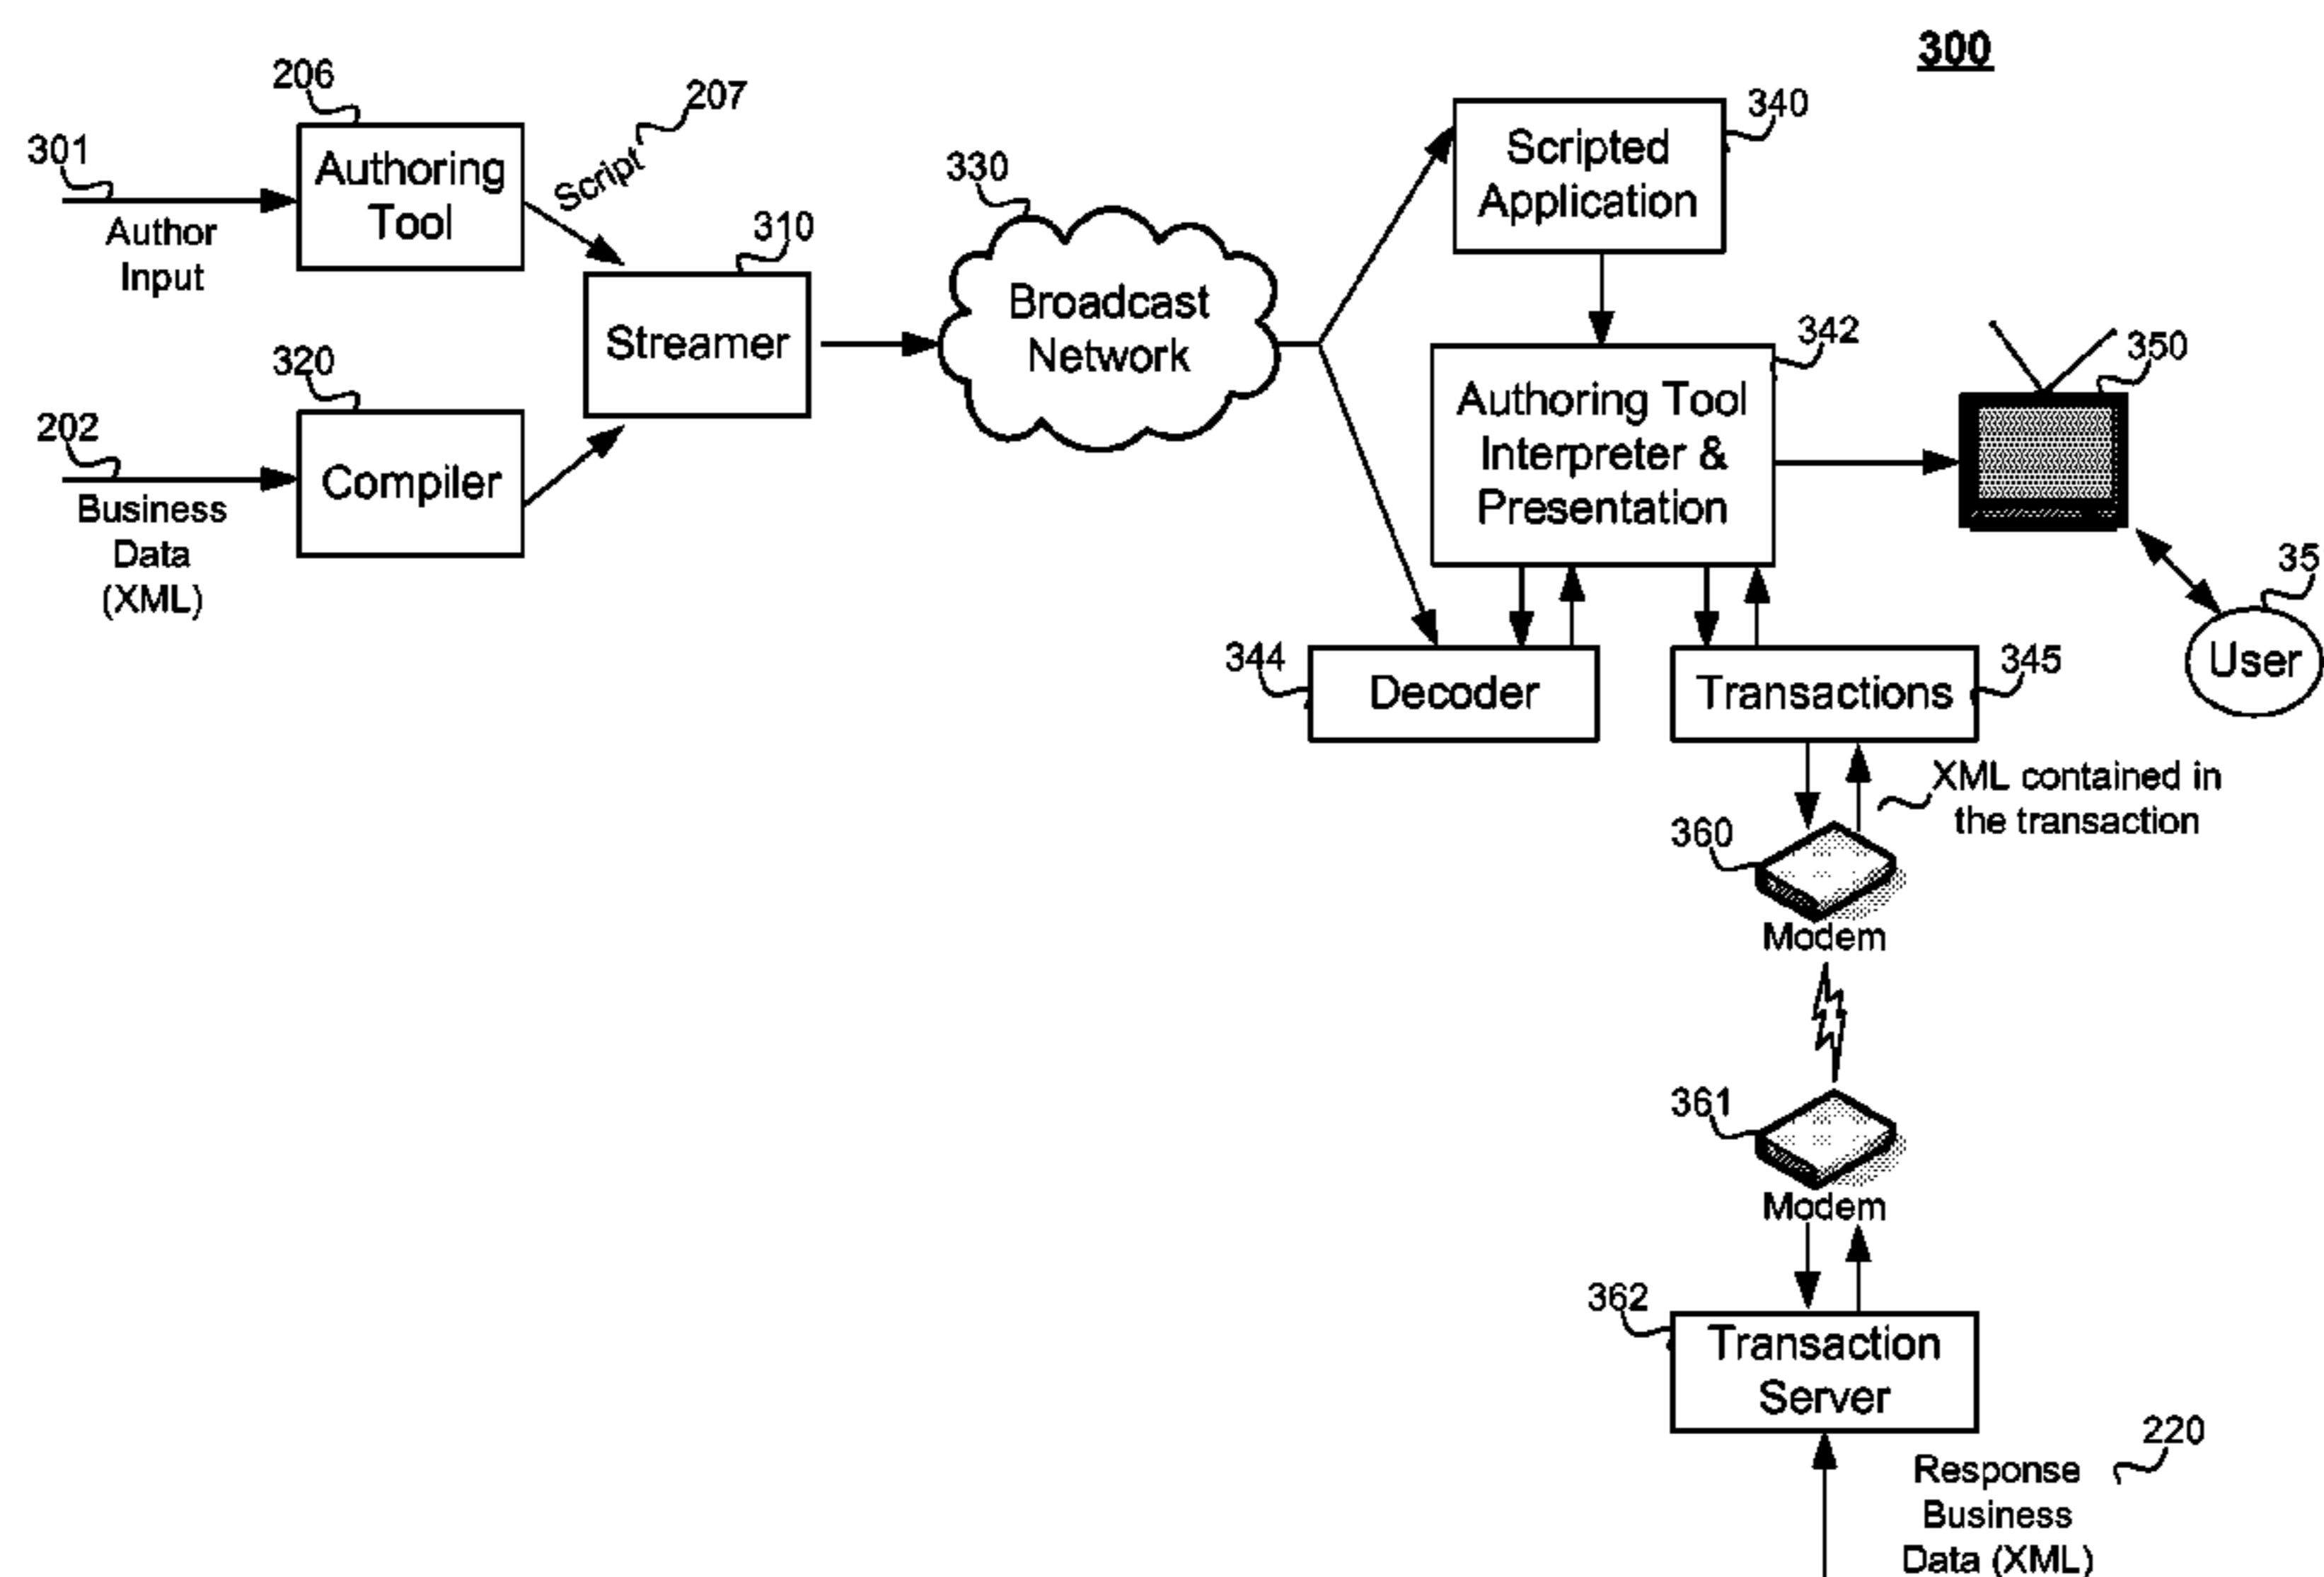 300
206
Authoring
Tool
207
Script
301
Author
Input
310
Streamer
320
Compiler
202
Business
Data
(XML)
330
Broadcast
Network
340
Scripted
Application
342
Authoring Tool
Interpreter &
Presentation
350
35
User
344
Decoder
345
Transactions
XML contained in
the transaction
360
Modem
361
Modem
362
Transaction
Server
220
Response
Business
Data (XML)